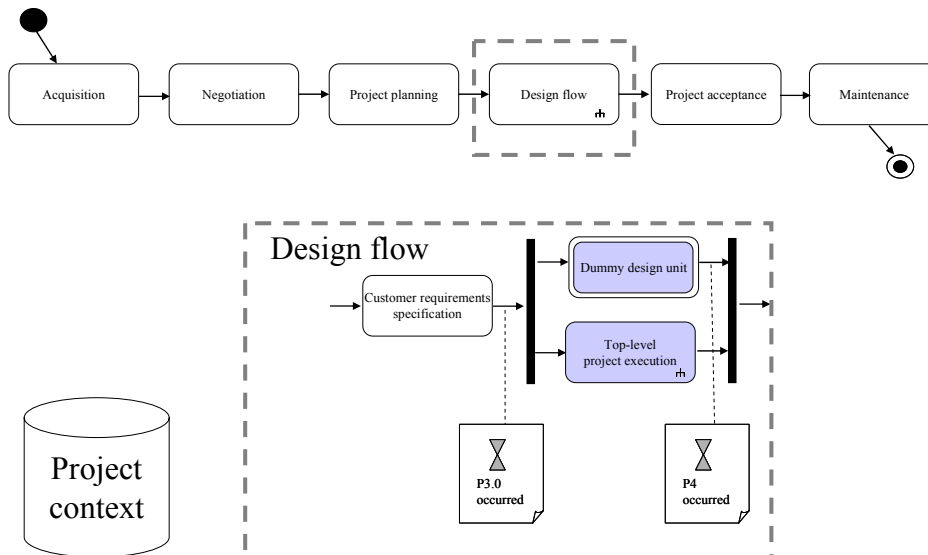 Acquisition
Negotiation
Project planning
Design flow
Project acceptance
Maintenance
Design flow
Customer requirements
specification
Dummy design unit
Top-level
project execution
P3.0
occurred
P4
occurred
Project
context